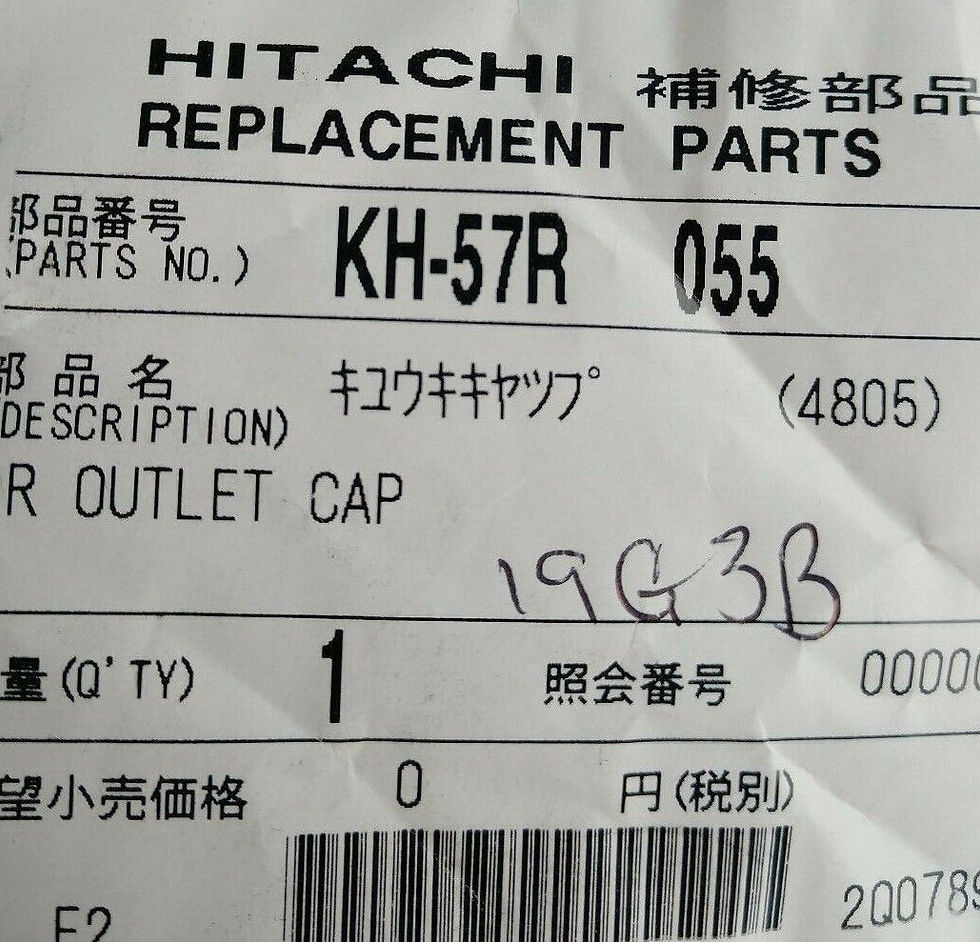 HITACHI 補修部品
REPLACEMENT PARTS
部品番号 KH-57R 055
(PARTS NO.)
部品名 キユウキキヤツプ (4805)
(DESCRIPTION)
R OUTLET CAP
19G3B
量(Q'TY) 1 照会番号 0000
望小売価格 0 円(税別)
2Q0789
F2